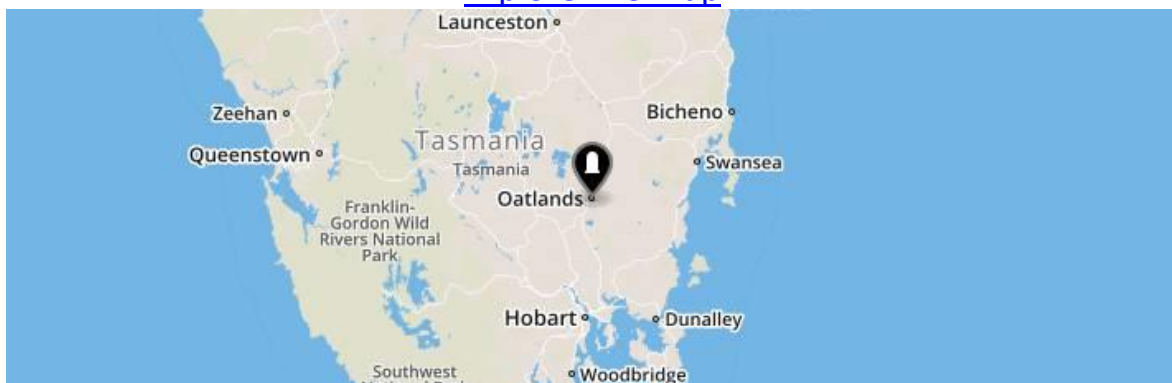 Launceston
Zeehan
Bicheno
Tasmania
Queenstown
Swansea
Tasmania
Oatlands
Franklin-
Gordon Wild
Rivers National
Park
Hobart
Dunalley
Southwest
Woodbridge